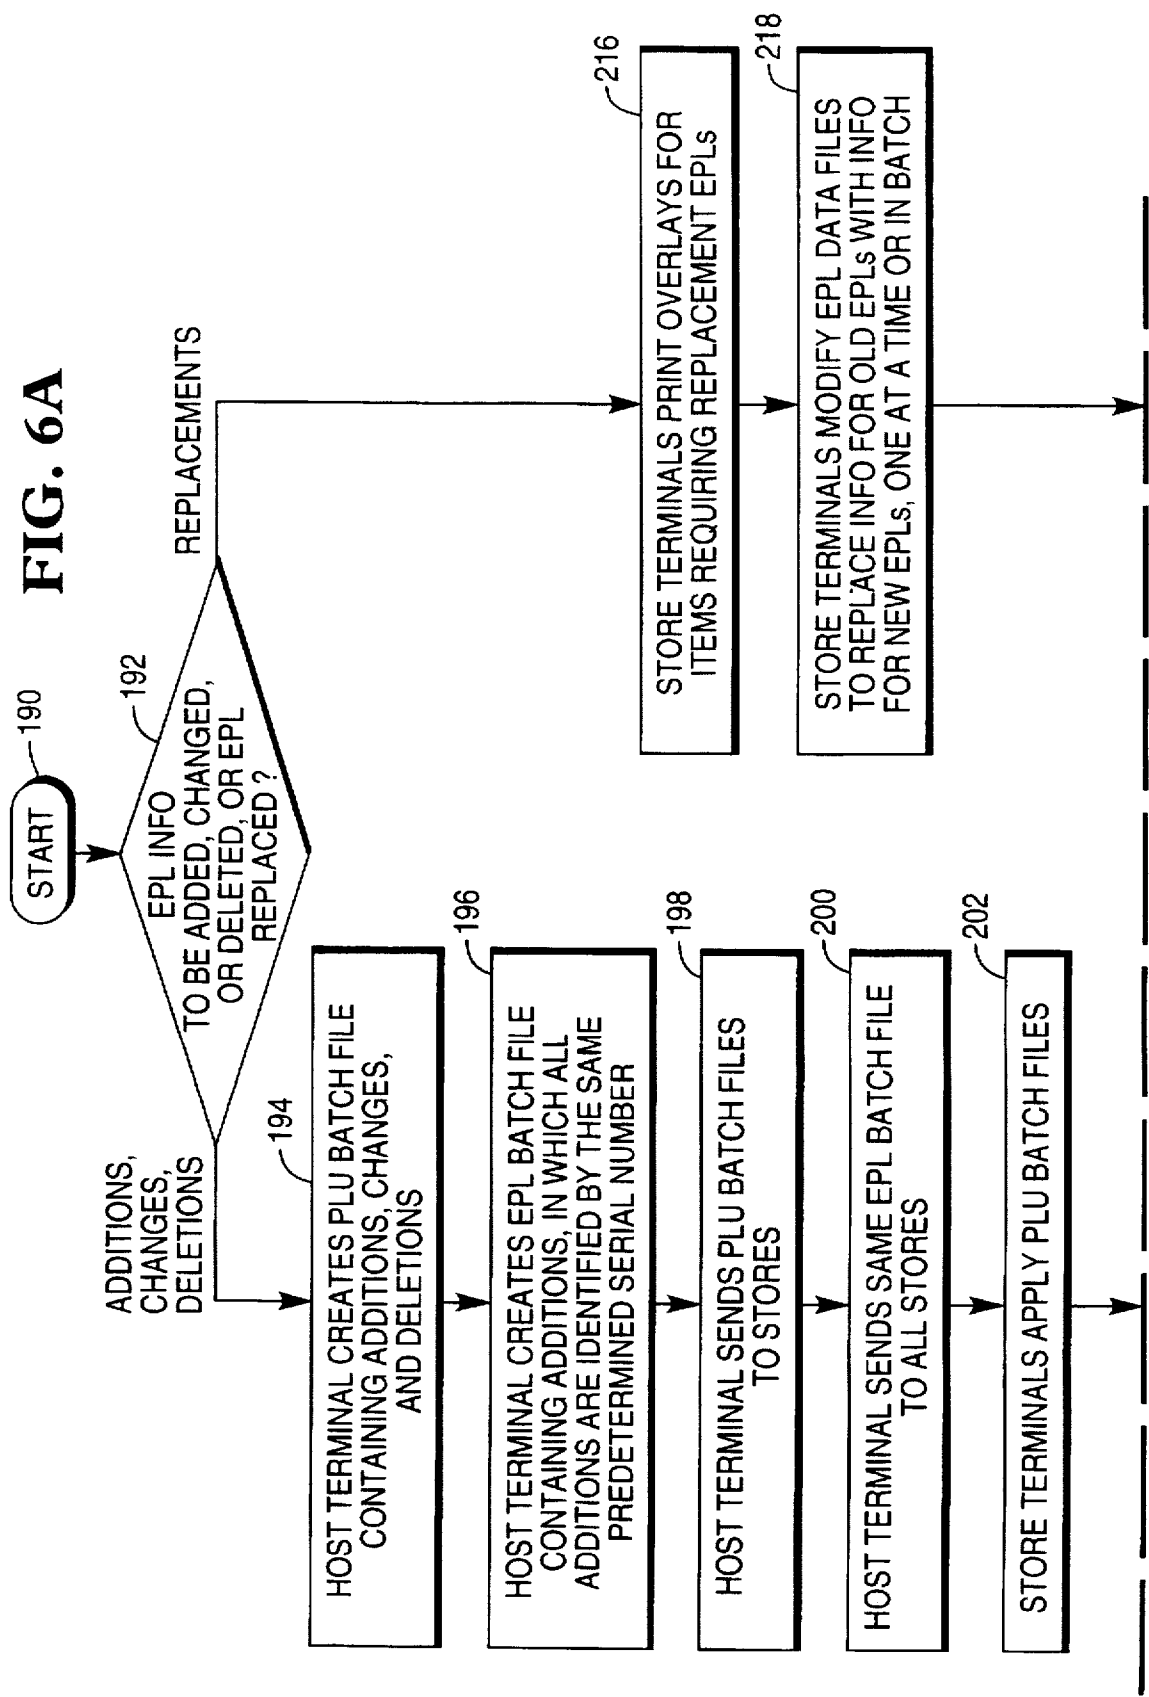 FIG. 6A
START
190
EPL INFO
TO BE ADDED, CHANGED,
OR DELETED, OR EPL
REPLACED ?
192
ADDITIONS,
CHANGES,
DELETIONS
REPLACEMENTS
194
HOST TERMINAL CREATES PLU BATCH FILE
CONTAINING ADDITIONS, CHANGES,
AND DELETIONS
196
HOST TERMINAL CREATES EPL BATCH FILE
CONTAINING ADDITIONS, IN WHICH ALL
ADDITIONS ARE IDENTIFIED BY THE SAME
PREDETERMINED SERIAL NUMBER
198
HOST TERMINAL SENDS PLU BATCH FILES
TO STORES
200
HOST TERMINAL SENDS SAME EPL BATCH FILE
TO ALL STORES
202
STORE TERMINALS APPLY PLU BATCH FILES
216
STORE TERMINALS PRINT OVERLAYS FOR
ITEMS REQUIRING REPLACEMENT EPLs
218
STORE TERMINALS MODIFY EPL DATA FILES
TO REPLACE INFO FOR OLD EPLs WITH INFO
FOR NEW EPLs, ONE AT A TIME OR IN BATCH